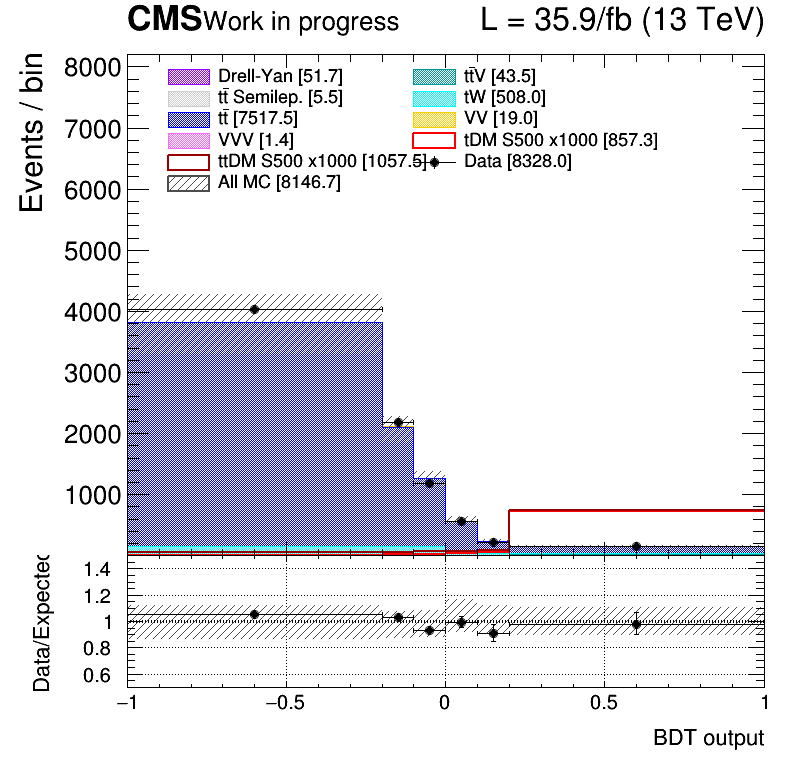 CMS Work in progress L = 35.9/fb (13 TeV)
Events / bin
8000
7000
6000
5000
4000
3000
2000
1000
Drell-Yan [51.7] tt̄V [43.5]
tt̄ Semilep. [5.5] tW [508.0]
tt̄ [7517.5] VV [19.0]
VVV [1.4] tDM S500 x1000 [857.3]
ttDM S500 x1000 [1057.5] Data [8328.0]
All MC [8146.7]
Data/Expected
1.4
1.2
1
0.8
0.6
−1 −0.5 0 0.5 1
BDT output